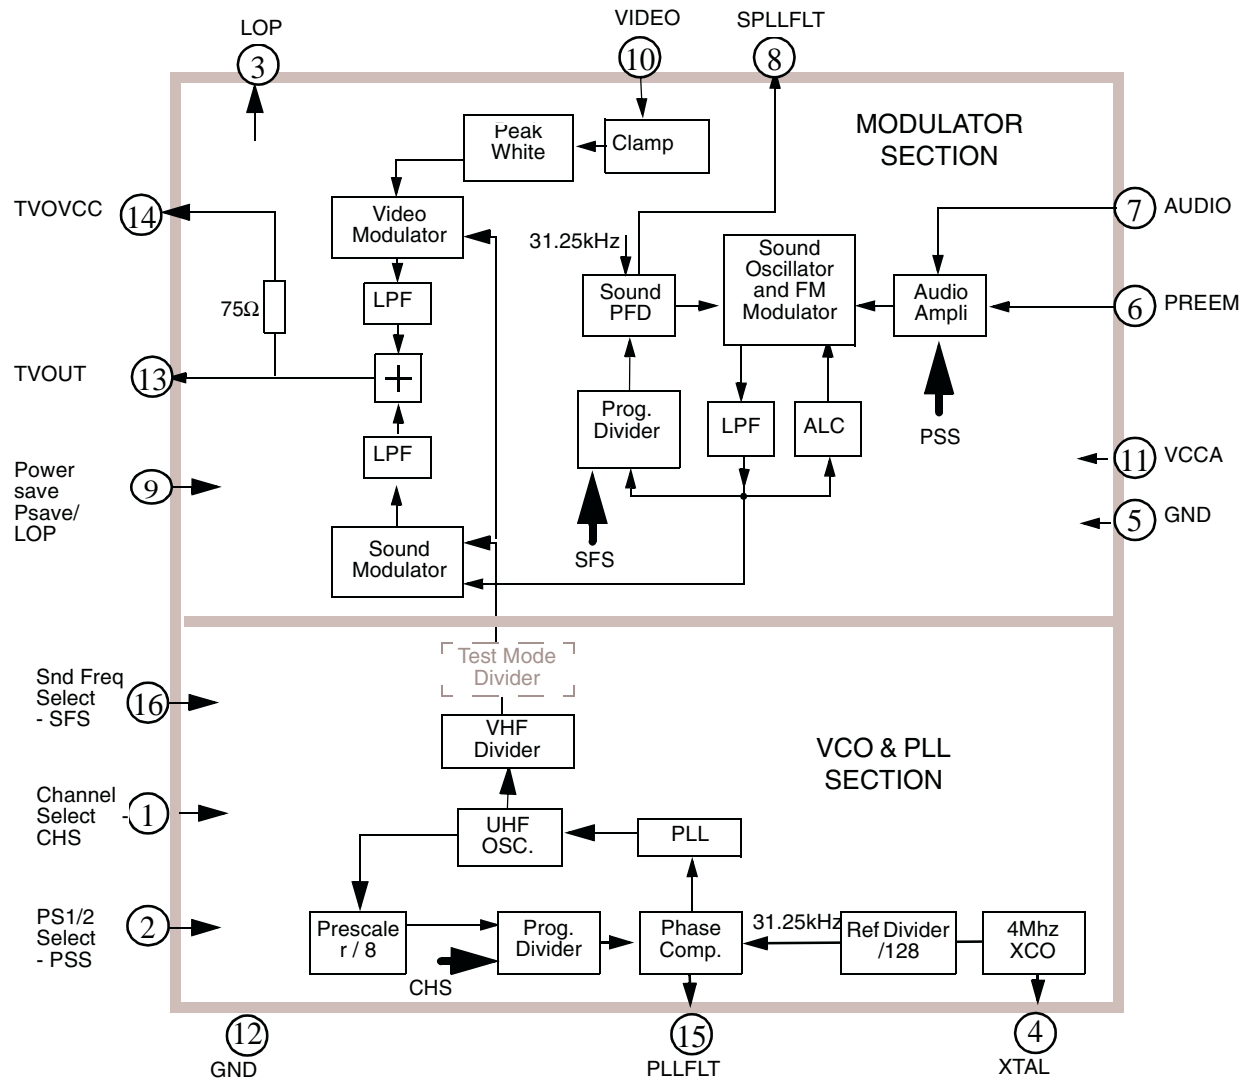 LOP
3
VIDEO
10
SPLLFLT
8
MODULATOR
SECTION
Peak
White
Clamp
TVOVCC
14
Video
Modulator
31.25kHz
Sound
Oscillator
and FM
Modulator
7
AUDIO
75Ω
LPF
Sound
PFD
Audio
Ampli
6
PREEM
TVOUT
13
+
Prog.
Divider
LPF
ALC
PSS
LPF
11
VCCA
Power
save
Psave/
LOP
9
5
GND
SFS
Sound
Modulator
Test Mode
Divider
Snd Freq
Select
- SFS
16
VHF
Divider
VCO & PLL
SECTION
Channel
Select -
CHS
1
UHF
OSC.
PLL
PS1/2
Select
- PSS
2
Prescale
r / 8
Prog.
Divider
Phase
Comp.
31.25kHz
Ref Divider
/128
4Mhz
XCO
CHS
12
GND
15
PLLFLT
4
XTAL